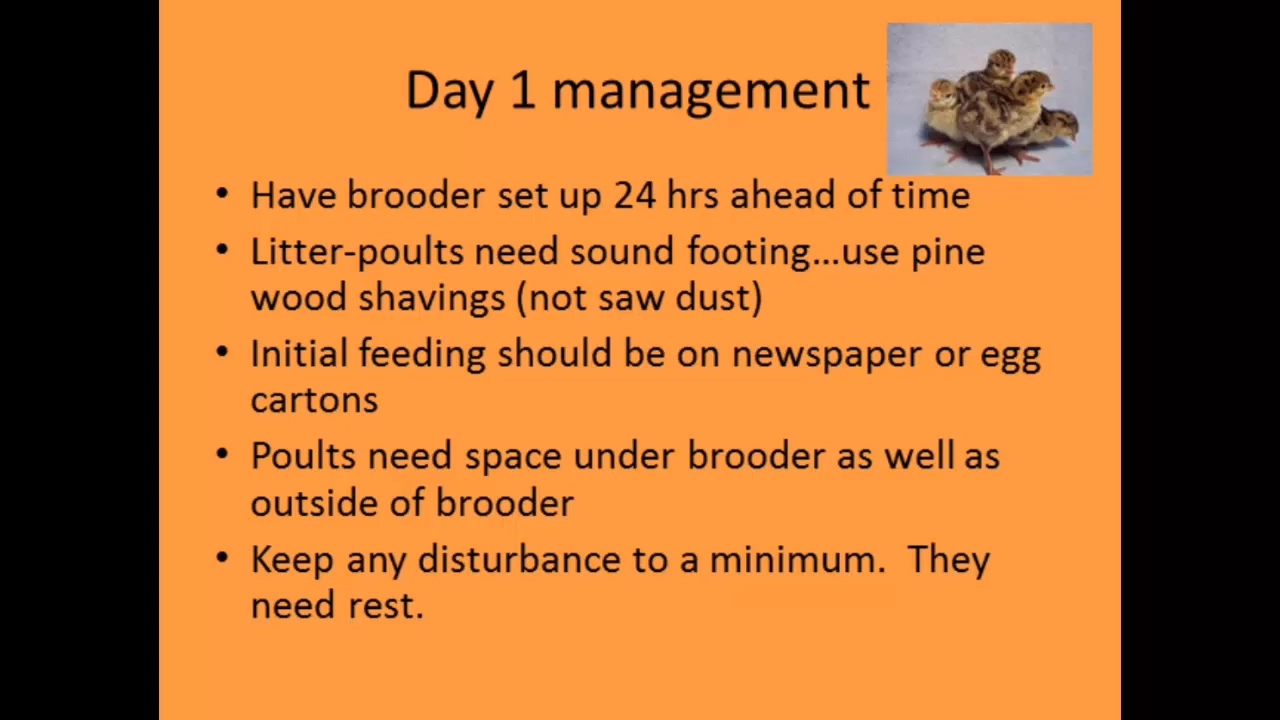 Day 1 management
• Have brooder set up 24 hrs ahead of time
• Litter-poults need sound footing...use pine
wood shavings (not saw dust)
• Initial feeding should be on newspaper or egg
cartons
• Poults need space under brooder as well as
outside of brooder
• Keep any disturbance to a minimum.  They
need rest.